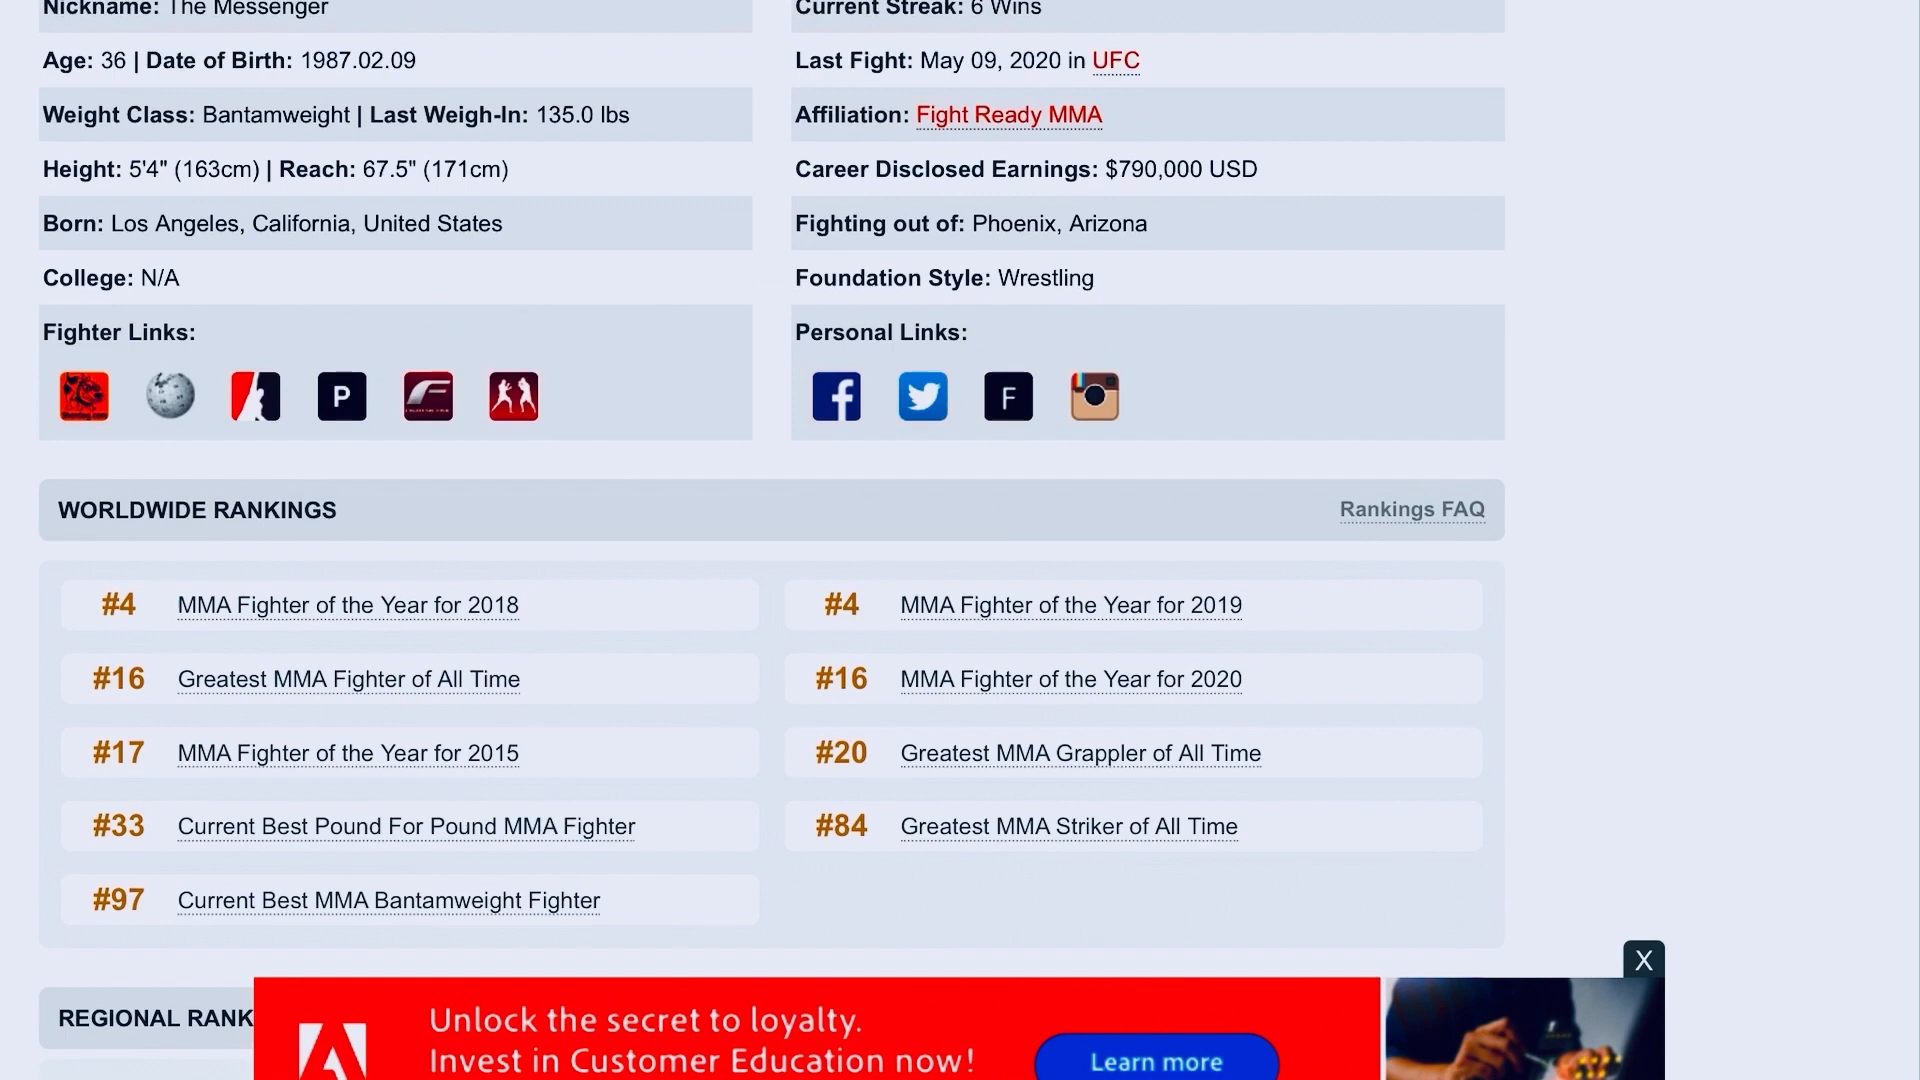 Nickname: The Messenger
Current Streak: 6 Wins
Age: 36 | Date of Birth: 1987.02.09
Last Fight: May 09, 2020 in UFC
Weight Class: Bantamweight | Last Weigh-In: 135.0 lbs
Affiliation: Fight Ready MMA
Height: 5'4" (163cm) | Reach: 67.5" (171cm)
Career Disclosed Earnings: $790,000 USD
Born: Los Angeles, California, United States
Fighting out of: Phoenix, Arizona
College: N/A
Foundation Style: Wrestling
Fighter Links:
Personal Links:
P
F
F
WORLDWIDE RANKINGS
Rankings FAQ
#4 MMA Fighter of the Year for 2018
#4 MMA Fighter of the Year for 2019
#16 Greatest MMA Fighter of All Time
#16 MMA Fighter of the Year for 2020
#17 MMA Fighter of the Year for 2015
#20 Greatest MMA Grappler of All Time
#33 Current Best Pound For Pound MMA Fighter
#84 Greatest MMA Striker of All Time
#97 Current Best MMA Bantamweight Fighter
X
REGIONAL RANK
Unlock the secret to loyalty.
Invest in Customer Education now!
Learn more